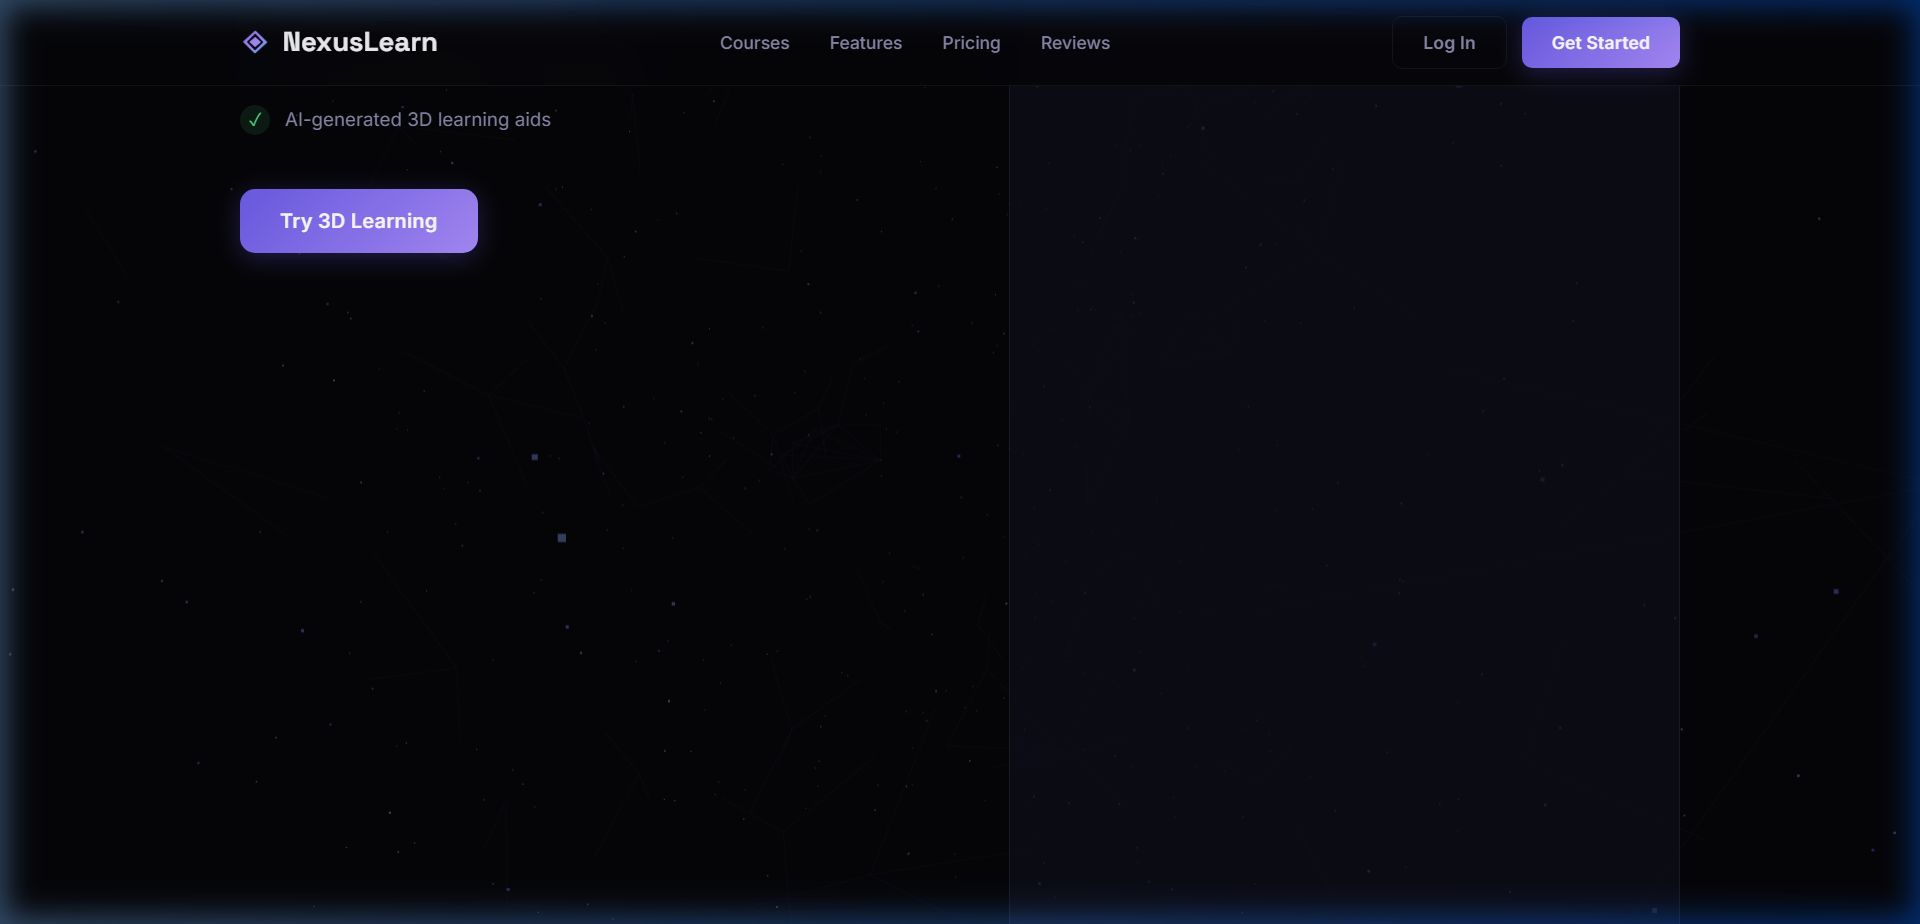 NexusLearn
Courses
Features
Pricing
Reviews
Log In
Get Started
AI-generated 3D learning aids
Try 3D Learning